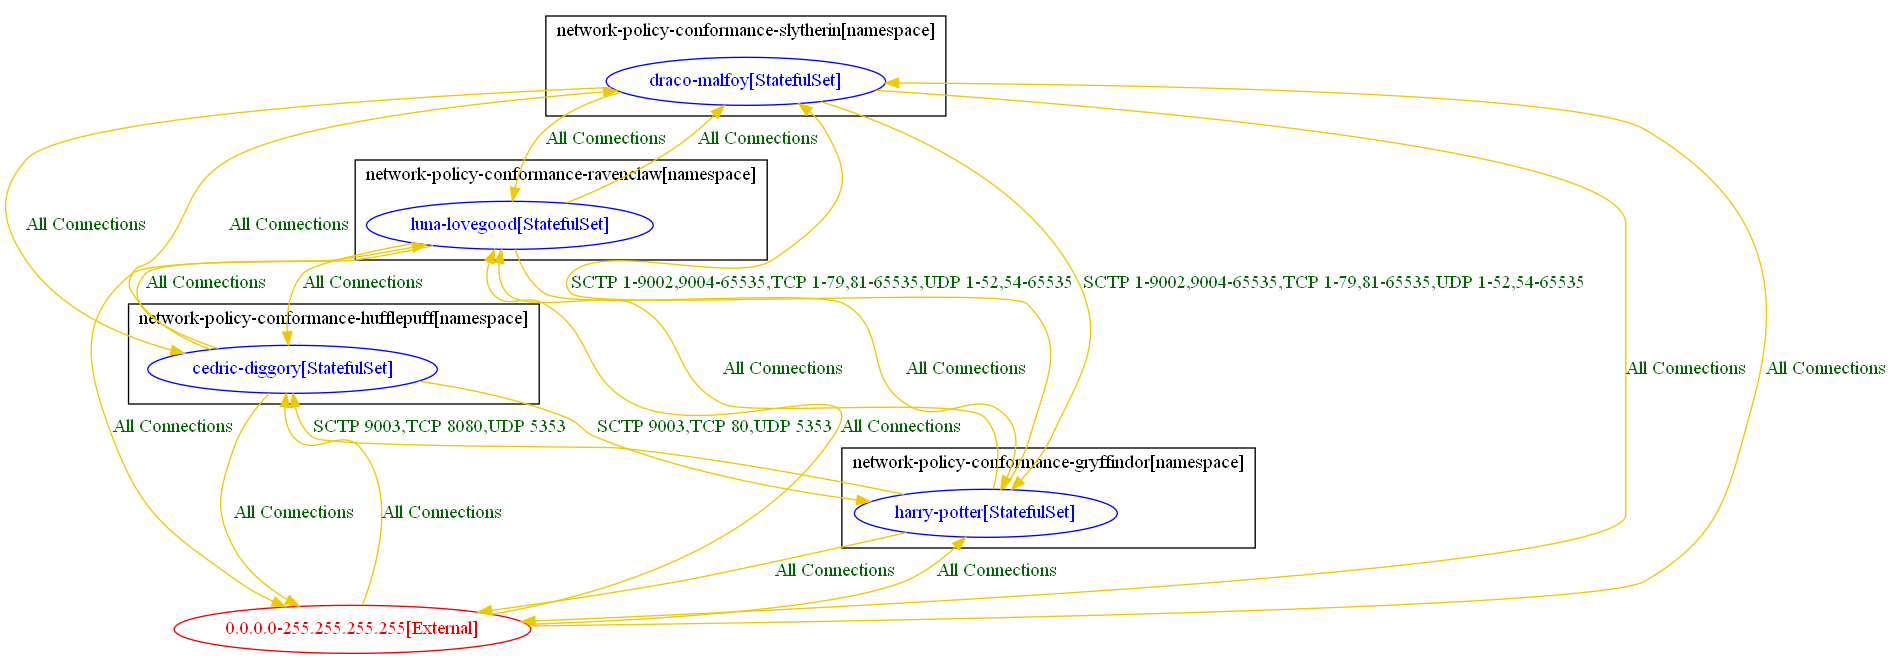 network-policy-conformance-slytherin[namespace]
draco-malfoy[StatefulSet]
All Connections
All Connections
network-policy-conformance-ravenclaw[namespace]
luna-lovegood[StatefulSet]
All Connections
All Connections
All Connections
All Connections
SCTP 1-9002,9004-65535,TCP 1-79,81-65535,UDP 1-52,54-65535
SCTP 1-9002,9004-65535,TCP 1-79,81-65535,UDP 1-52,54-65535
network-policy-conformance-hufflepuff[namespace]
cedric-diggory[StatefulSet]
All Connections
All Connections
All Connections
All Connections
All Connections
SCTP 9003,TCP 8080,UDP 5353
SCTP 9003,TCP 80,UDP 5353
All Connections
network-policy-conformance-gryffindor[namespace]
harry-potter[StatefulSet]
All Connections
All Connections
All Connections
All Connections
0.0.0.0-255.255.255.255[External]